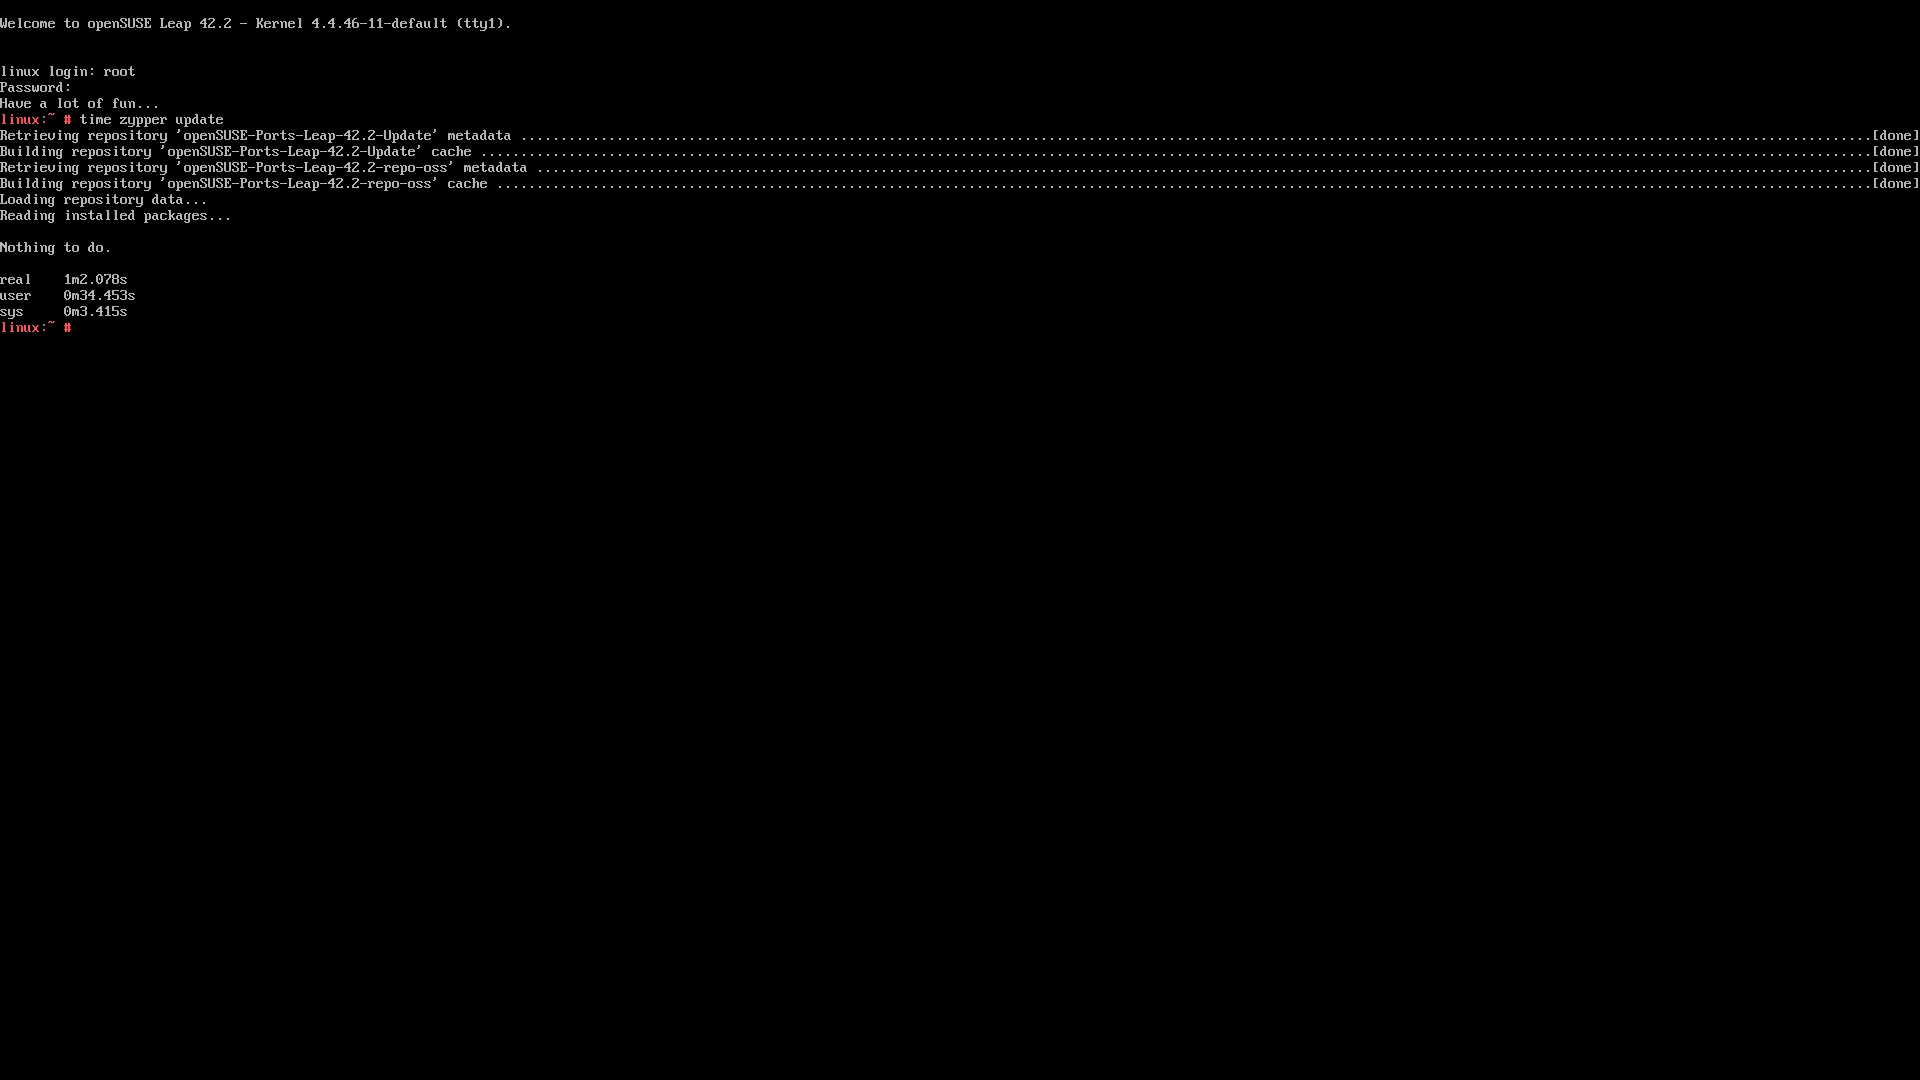 Welcome to openSUSE Leap 42.2 - Kernel 4.4.46-11-default (tty1).
linux login: root
Password:
Have a lot of fun...
linux:~ # time zypper update
Retrieving repository 'openSUSE-Ports-Leap-42.2-Update' metadata ........................................................................................................................................................................[done]
Building repository 'openSUSE-Ports-Leap-42.2-Update' cache .............................................................................................................................................................................[done]
Retrieving repository 'openSUSE-Ports-Leap-42.2-repo-oss' metadata ......................................................................................................................................................................[done]
Building repository 'openSUSE-Ports-Leap-42.2-repo-oss' cache ...........................................................................................................................................................................[done]
Loading repository data...
Reading installed packages...
Nothing to do.
real    1m2.078s
user    0m34.453s
sys     0m3.415s
linux:~ #